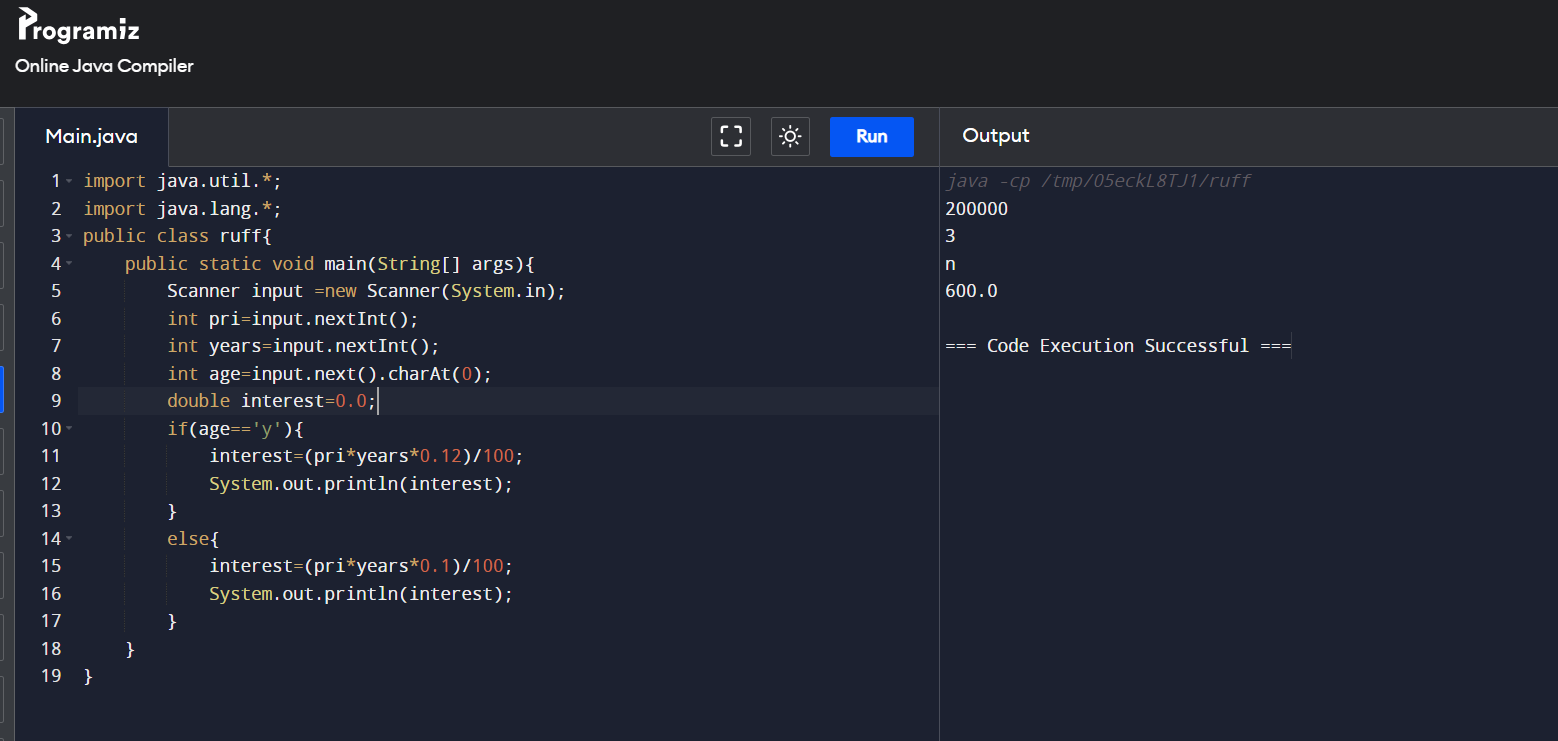 Programiz
Online Java Compiler
Main.java
Run
Output
1 import java.util.*;
2 import java.lang.*;
3 public class ruff{
4     public static void main(String[] args){
5         Scanner input =new Scanner(System.in);
6         int pri=input.nextInt();
7         int years=input.nextInt();
8         int age=input.next().charAt(0);
9         double interest=0.0;
10         if(age=='y'){
11             interest=(pri*years*0.12)/100;
12             System.out.println(interest);
13         }
14         else{
15             interest=(pri*years*0.1)/100;
16             System.out.println(interest);
17         }
18     }
19 }
java -cp /tmp/O5eckL8TJ1/ruff
200000
3
n
600.0
=== Code Execution Successful ===